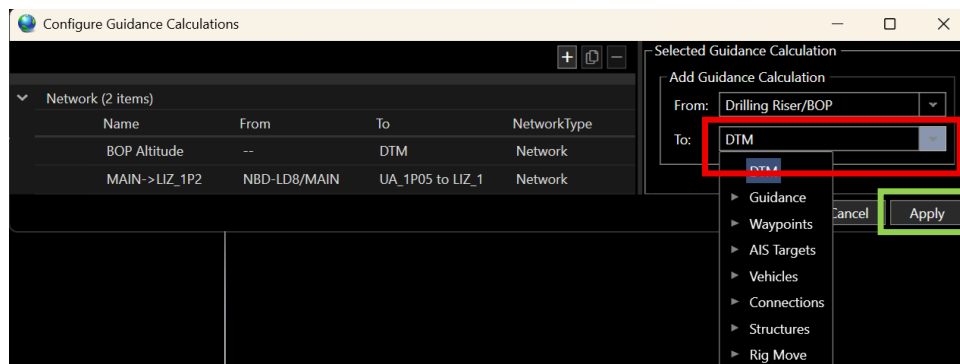 Configure Guidance Calculations
Selected Guidance Calculation
Add Guidance Calculation
From: Drilling Riser/BOP
To: DTM
Network (2 items)
Name From To NetworkType
BOP Altitude -- DTM Network
MAIN->LIZ_1P2 NBD-LD8/MAIN UA_1P05 to LIZ_1 Network
DTM
Guidance
Waypoints
AIS Targets
Vehicles
Connections
Structures
Rig Move
Cancel Apply